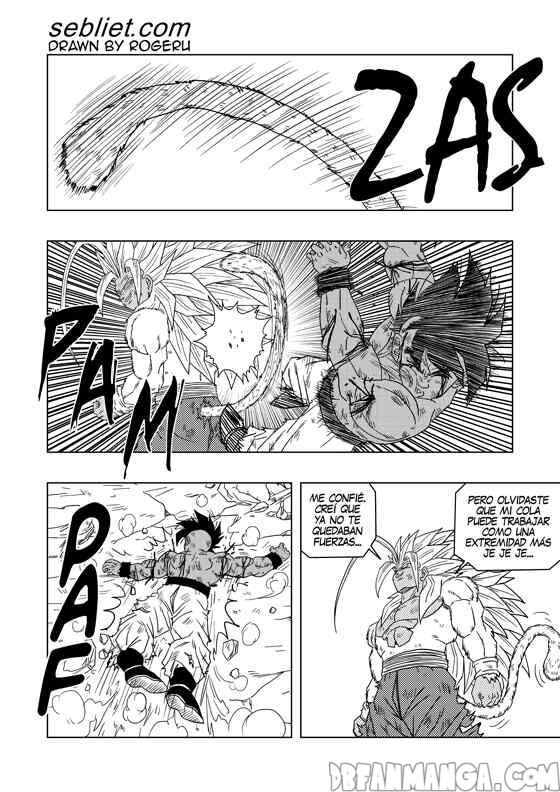 sebliet.com
DRAWN BY ROGERU
ZAS
PAM
PAF
ME CONFIÉ.
CREÍ QUE
YA NO TE
QUEDABAN
FUERZAS...
PERO OLVIDASTE
QUE MI COLA
PUEDE TRABAJAR
COMO UNA
EXTREMIDAD MÁS
JE JE JE...
DBFANMANGA.COM